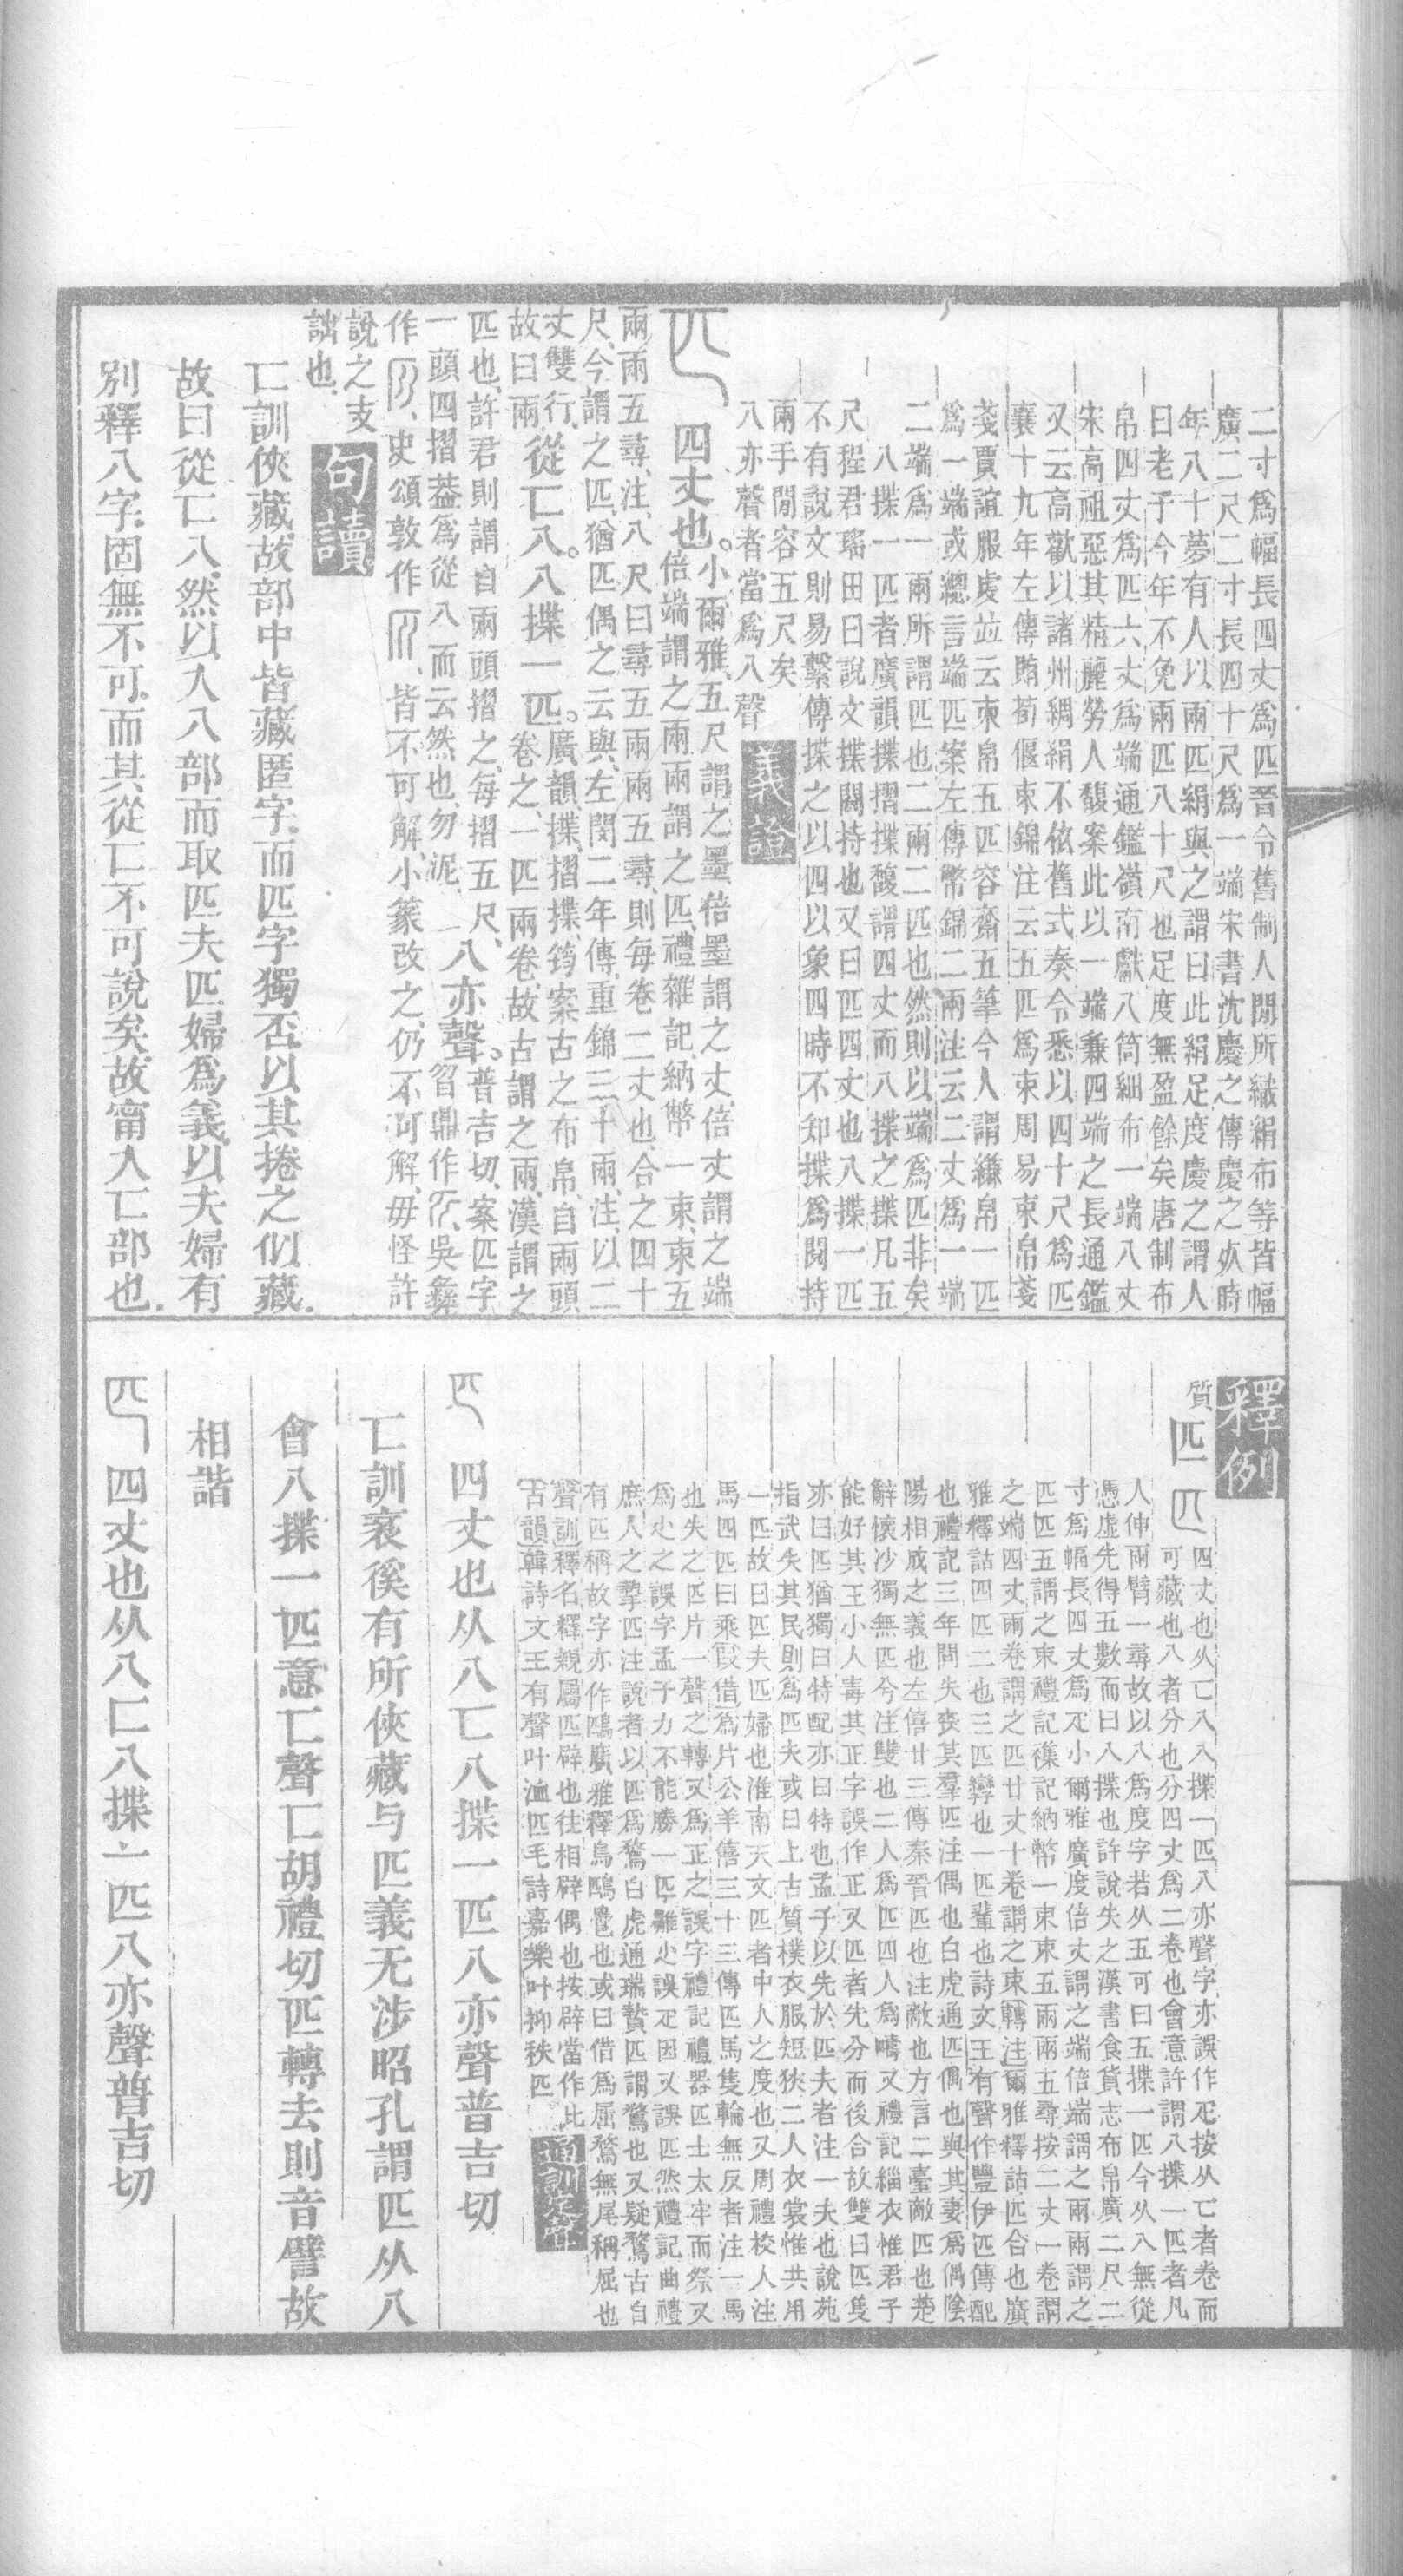 二寸爲幅長四丈爲匹晉令舊制人閒所織絹布等皆幅
廣二尺二寸長四十尺爲一端宋書沈慶之傳慶之夾時
年八十夢有人以兩匹絹與之謂曰此絹足度慶之謂人
曰老子今年不免兩匹八十尺也足度無盈餘矣唐制布
帛四丈爲匹六丈爲端通鑑嶺南獻八筒細布一端八丈
宋高祖惡其精麗勞人馥案此以一端兼四端之長通鑑
又云高歡以諸州綢絹不依舊式奏令悉以四十尺爲匹
襄十九年左傳賄荀偃束錦注云五匹爲束周易束帛戔
戔賈誼服虔竝云束帛五匹容齋五筆今人謂縑帛一匹
爲一端或總言端匹案左傳幣錦二兩注云二丈爲一端
二端爲一兩所謂匹也二兩二匹也然則以端爲匹非矣
八揲一匹者廣韻揲摺揲馥謂四丈而八揲之揲凡五
尺程君瑤田曰說文揲閱持也又曰匹四丈也八揲一匹
不有說文則易繫傳揲之以四以象四時不知揲爲閱持
兩手閒容五尺矣
八亦聲者當爲八聲 義證
匹 四丈也。小爾雅、五尺謂之墨、倍墨謂之丈、倍丈謂之端
倍端謂之兩、兩謂之匹、禮雜記、納幣一束、束五
兩、兩五尋、注、八尺曰尋、五兩兩五尋、則每卷二丈也、合之四十
尺、今謂之匹、猶匹偶之云與、左閔二年傳、重錦三十兩、注、以二
丈雙行、從匸八。八揲一匹。廣韻、揲、摺揲、筠案、古之布帛、自兩頭
故曰兩、卷之、一匹兩卷、故古謂之兩、漢謂之
匹也、許君則謂自兩頭摺之、每摺五尺、八亦聲。普吉切、案匹字
一頭四摺、葢爲從八而云然也、勿泥、曶鼎作、吳彝
作、史頌敦作、皆不可解、小篆改之、仍不可解、毋怪許
說之支
詘也、 句讀
匸訓俠藏、故部中皆藏匿字、而匹字獨否、以其捲之似藏、
故曰從匸八、然以入八部而取匹夫匹婦爲義、以夫婦有
別釋八字、固無不可、而其從匸不可說矣、故甯入匸部也、
釋例
質 匹 匹 四丈也从匸八八揲一匹八亦聲字亦誤作疋按从匸者卷而
可藏也八者分也分四丈爲二卷也會意許謂八揲一匹者凡
人伸兩臂一尋故以八爲度字若从五可曰五揲一匹今从八無從
憑虛先得五數而曰八揲也許說失之漢書食貨志布帛廣二尺二
寸爲幅長四丈爲疋小爾雅廣度倍丈謂之端倍端謂之兩兩謂之
匹匹五謂之束禮記襍記納幣一束束五兩兩五尋按二丈一卷謂
之端四丈兩卷謂之匹廿丈十卷謂之束轉注爾雅釋詁匹合也廣
雅釋詁四匹二也三匹㝈也一匹輩也詩文王有聲作豐伊匹傳配
也禮記三年問失喪其羣匹注偶也白虎通匹偶也與其妻爲偶陰
陽相成之義也左僖廿三傳秦晉匹也注敵也方言二臺敵匹也楚
辭懷沙獨無匹兮注雙也二人爲匹四人爲疇又禮記緇衣惟君子
能好其正小人毒其正字誤作正又匹者先分而後合故雙曰匹隻
亦曰匹猶獨曰特配亦曰特也孟子以先於匹夫者注一夫也說苑
指武失其民則爲匹夫或曰上古質樸衣服短狹二人衣裳惟共用
一匹故曰匹夫匹婦也淮南天文匹者中人之度也又周禮校人注
馬四匹曰乘叚借爲片公羊僖三十三傳匹馬隻輪無反者注一馬
也失之匹片一聲之轉又爲正之誤字禮記禮器匹士太牢而祭又
爲尐之誤字孟子力不能勝一匹雛尐誤疋因又誤匹然禮記曲禮
庶人之摯匹注說者以匹爲鶩白虎通瑞贄匹謂鶩也又疑鶩古自
有匹稱故字亦作鴄廣雅釋鳥鴄鳧也或曰借爲屈鶩無尾稱屈也
聲訓釋名釋親屬匹辟也往相辟偶也按辟當作比
古韻韓詩文王有聲叶洫匹毛詩嘉樂叶抑秩匹 通訓定聲
匹 四丈也从八匸八揲一匹八亦聲普吉切
匸訓衺徯有所俠藏与匹義无涉昭孔謂匹从八
會八揲一匹意匸聲匸胡禮切匹轉去則音譬故
相諧
匹 四丈也从八匸八揲一匹八亦聲普吉切